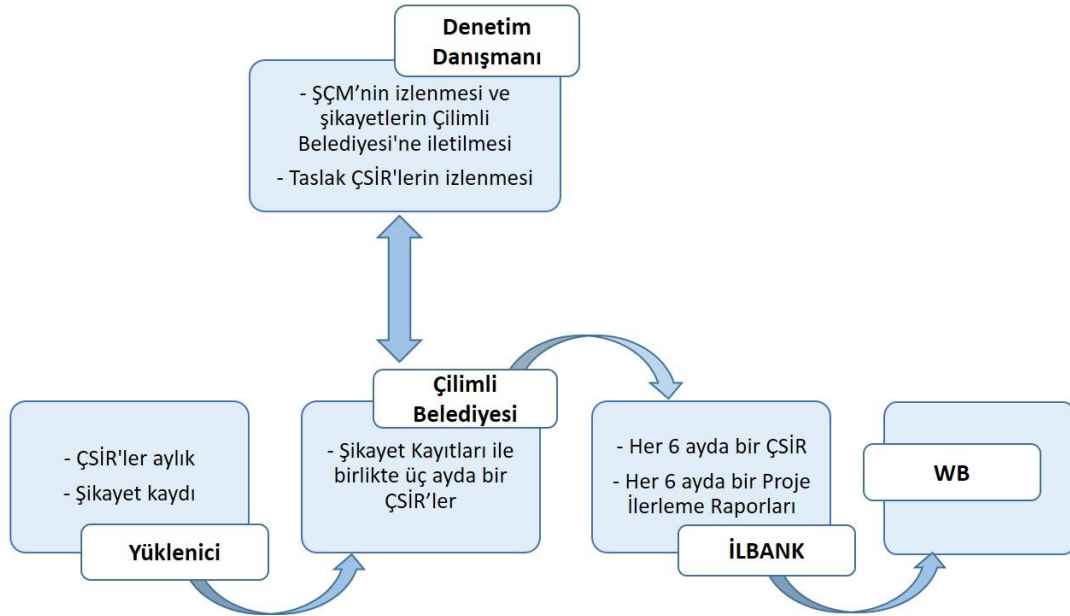 Denetim
Danışmanı
- ŞÇM’nin izlenmesi ve
şikayetlerin Çilimli
Belediyesi'ne iletilmesi
- Taslak ÇSİR'lerin izlenmesi
- ÇSİR'ler aylık
- Şikayet kaydı
Yüklenici
Çilimli
Belediyesi
- Şikayet Kayıtları ile
birlikte üç ayda bir
ÇSİR’ler
- Her 6 ayda bir ÇSİR
- Her 6 ayda bir Proje
İlerleme Raporları
İLBANK
WB